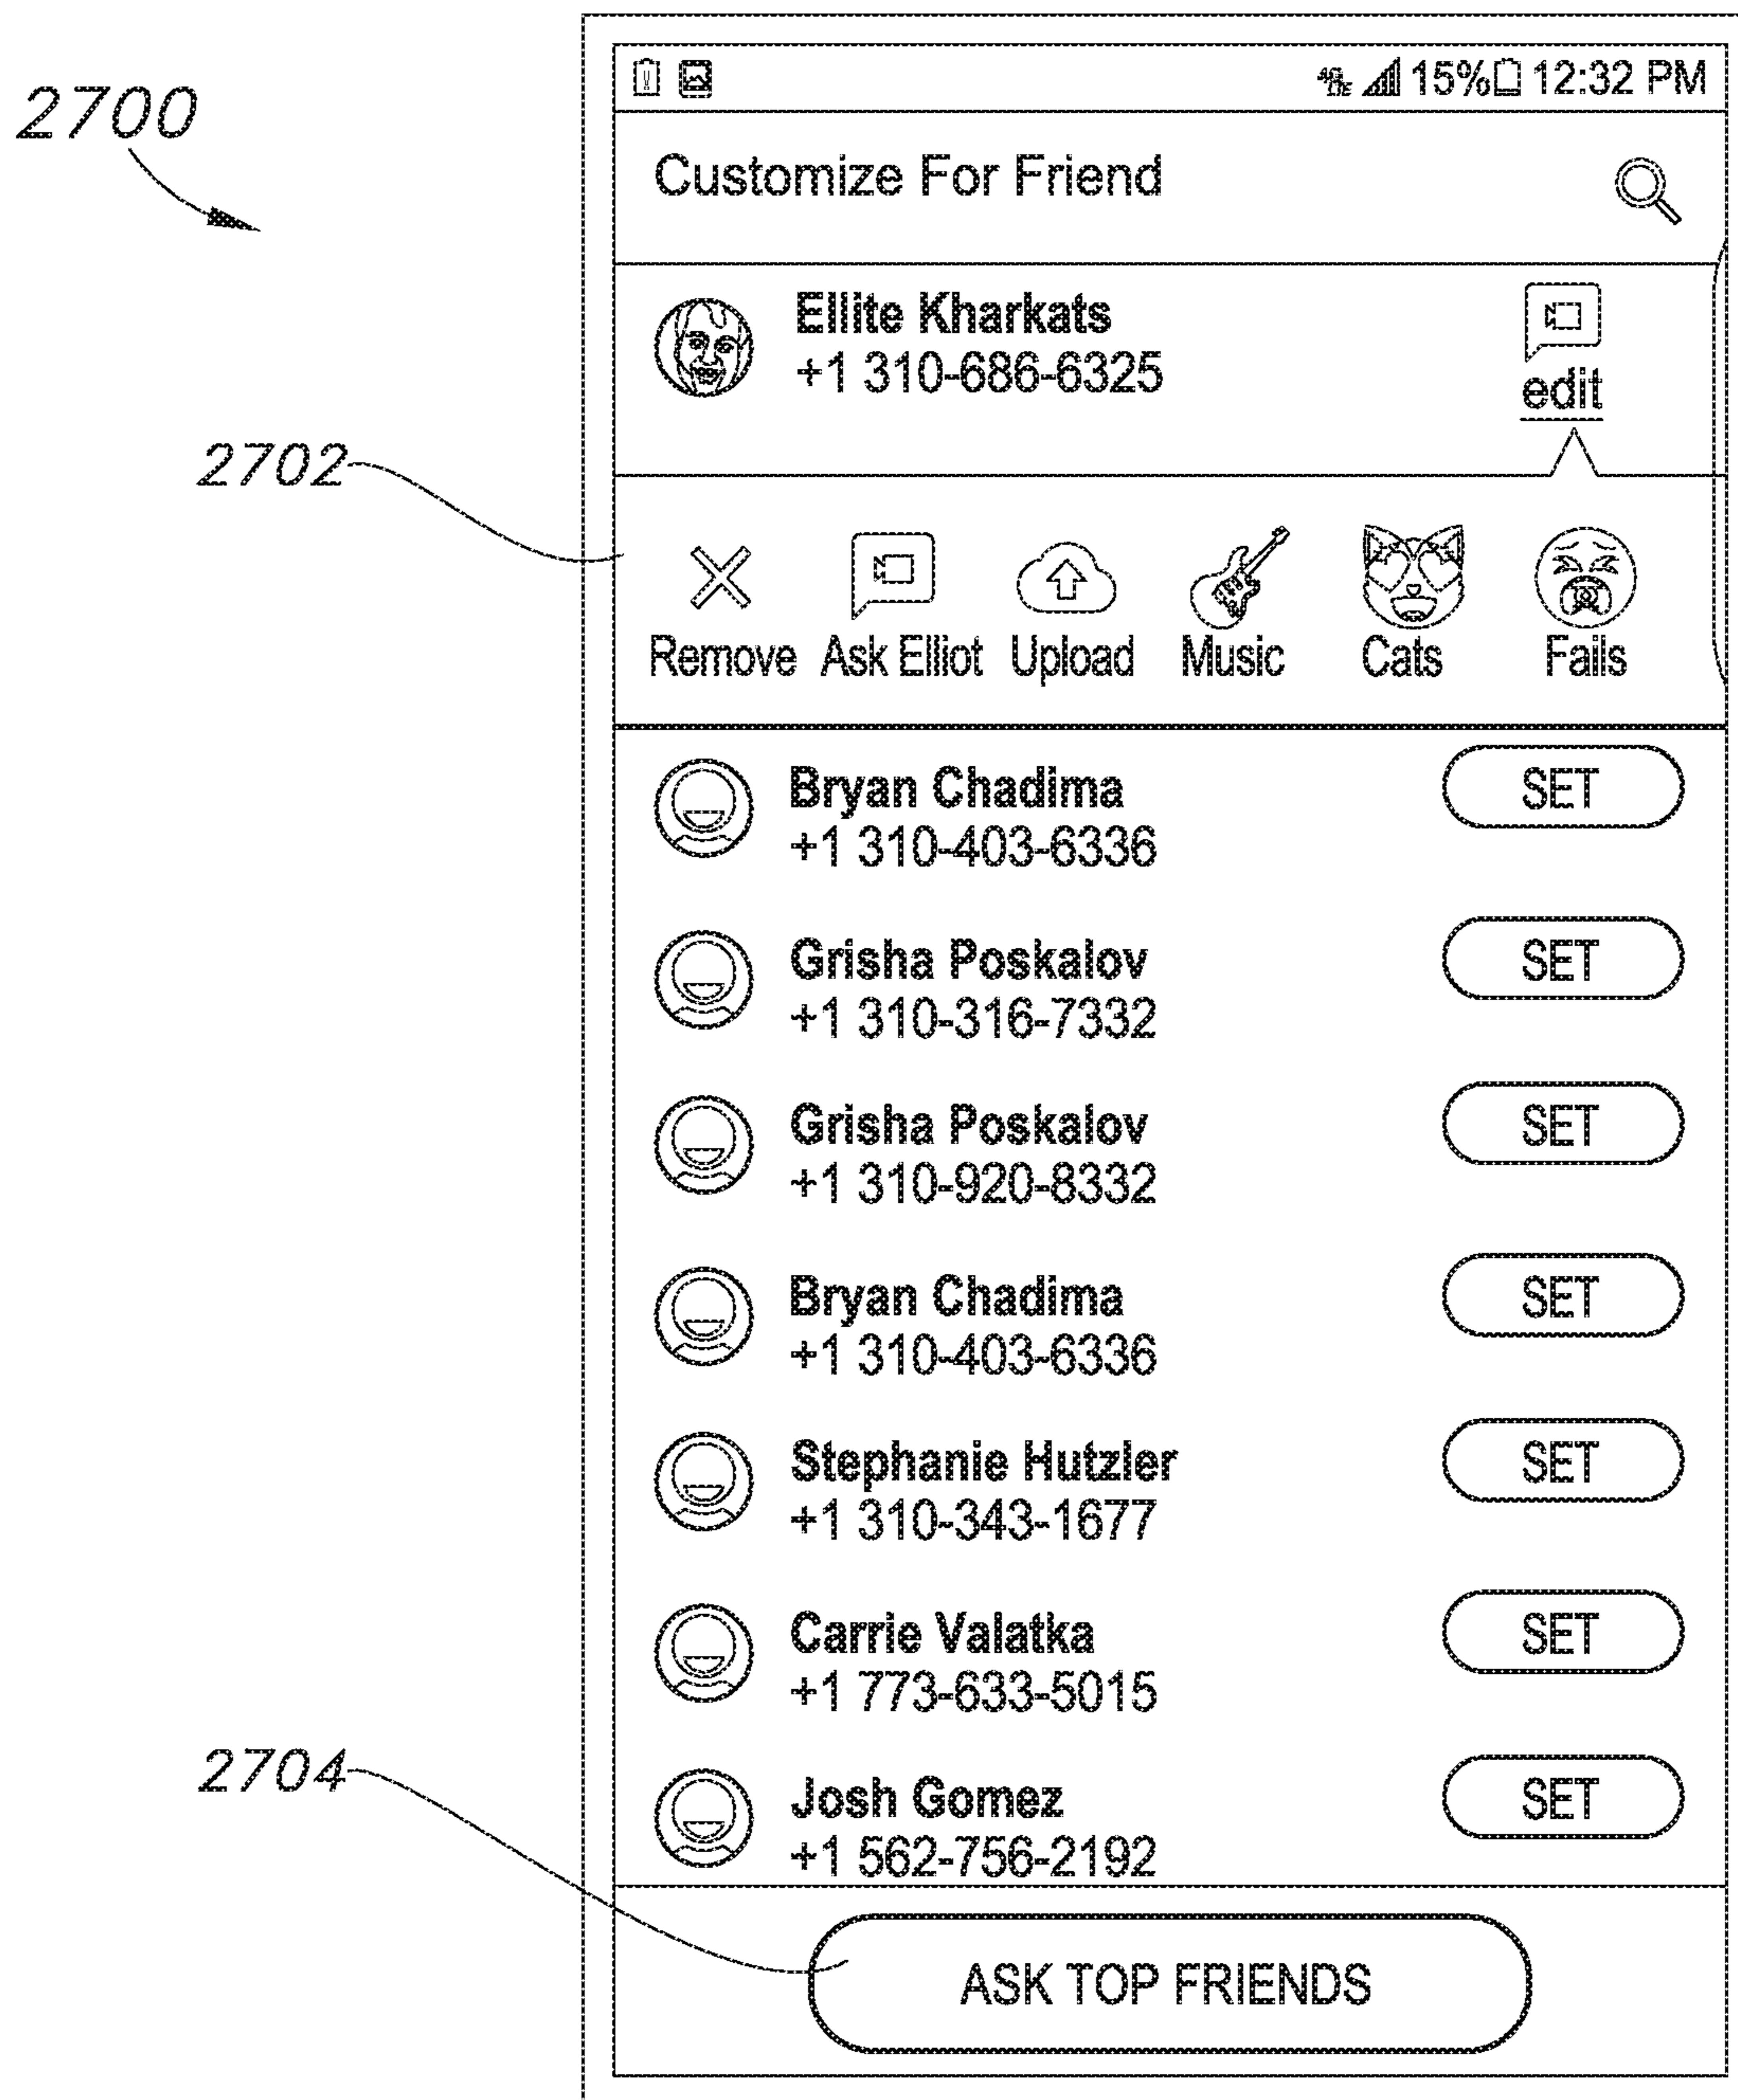 2700
4G LTE 15% 12:32 PM
Customize For Friend
Ellite Kharkats
+1 310-686-6325
edit
2702
Remove Ask Elliot Upload Music Cats Fails
Bryan Chadima SET
+1 310-403-6336
Grisha Poskalov SET
+1 310-316-7332
Grisha Poskalov SET
+1 310-920-8332
Bryan Chadima SET
+1 310-403-6336
Stephanie Hutzler SET
+1 310-343-1677
Carrie Valatka SET
+1 773-633-5015
2704
Josh Gomez SET
+1 562-756-2192
ASK TOP FRIENDS